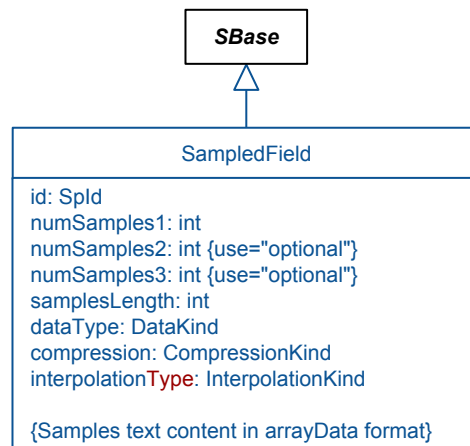 SBase
SampledField
id: SpId
numSamples1: int
numSamples2: int {use="optional"}
numSamples3: int {use="optional"}
samplesLength: int
dataType: DataKind
compression: CompressionKind
interpolationType: InterpolationKind
{Samples text content in arrayData format}